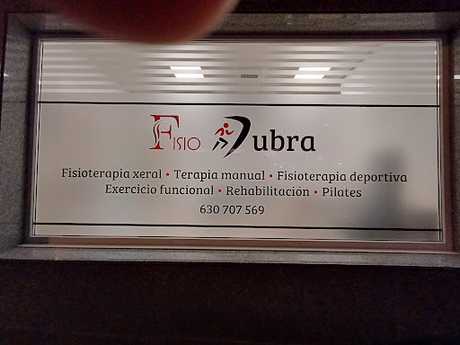 Fisio Dubra
Fisioterapia xeral • Terapia manual • Fisioterapia deportiva
Exercicio funcional • Rehabilitación • Pilates
630 707 569